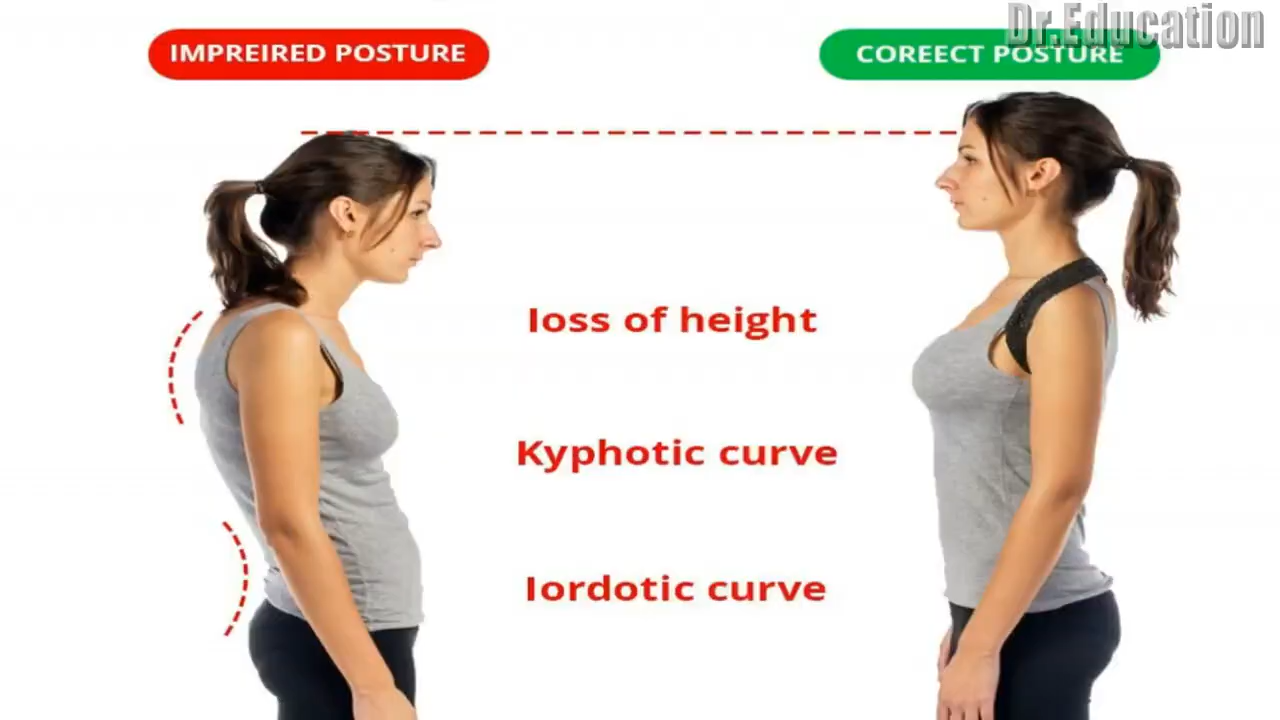 Dr.Education
IMPREIRED POSTURE
COREECT POSTURE
loss of height
Kyphotic curve
lordotic curve